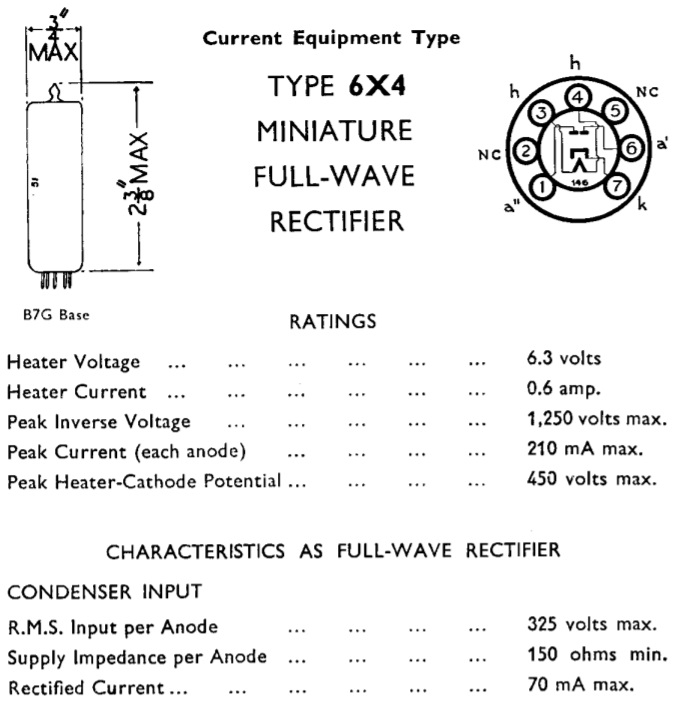 3/4" MAX
Current Equipment Type
TYPE 6X4
MINIATURE
FULL-WAVE
RECTIFIER
2 3/8" MAX
h
h
NC
NC
a'
a"
k
1
2
3
4
5
6
7
146
B7G Base
RATINGS
Heater Voltage ... ... ... ... ... ... 6.3 volts
Heater Current ... ... ... ... ... ... 0.6 amp.
Peak Inverse Voltage ... ... ... ... ... 1,250 volts max.
Peak Current (each anode) ... ... ... ... 210 mA max.
Peak Heater-Cathode Potential ... ... ... ... 450 volts max.
CHARACTERISTICS AS FULL-WAVE RECTIFIER
CONDENSER INPUT
R.M.S. Input per Anode ... ... ... ... 325 volts max.
Supply Impedance per Anode ... ... ... ... 150 ohms min.
Rectified Current ... ... ... ... ... ... 70 mA max.